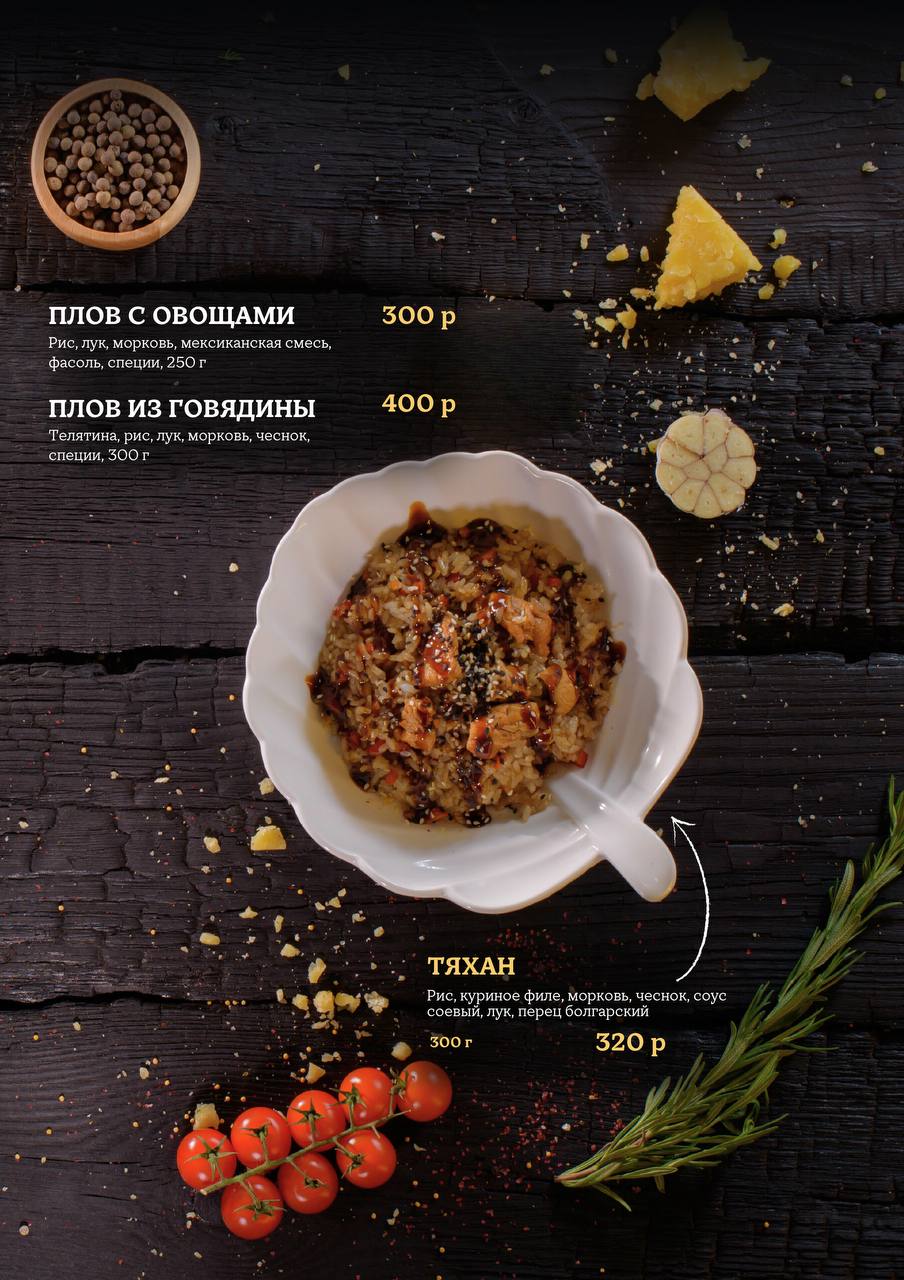 ПЛОВ С ОВОЩАМИ 300 р
Рис, лук, морковь, мексиканская смесь,
фасоль, специи, 250 г
ПЛОВ ИЗ ГОВЯДИНЫ 400 р
Телятина, рис, лук, морковь, чеснок,
специи, 300 г
ТЯХАН
Рис, куриное филе, морковь, чеснок, соус
соевый, лук, перец болгарский
300 г 320 р